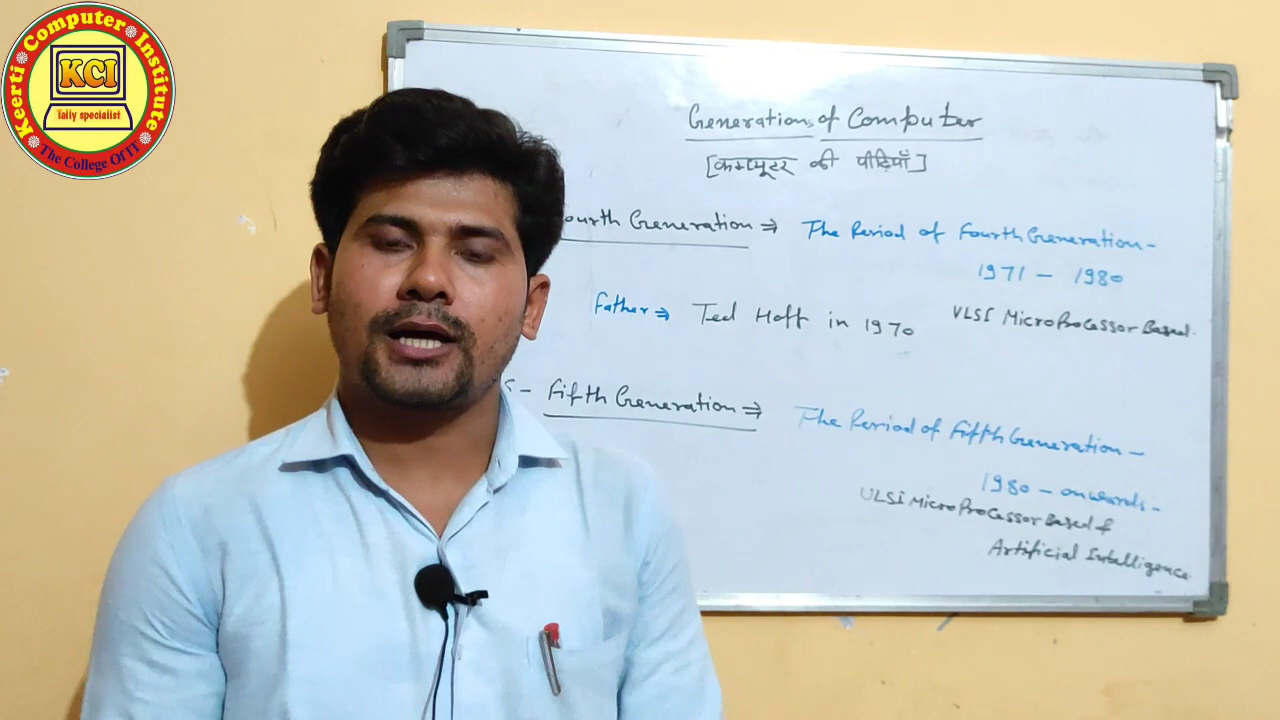 Keerti Computer Institute
KCI
Tally specialist
The College Of IT
Generations of Computer
[कम्प्यूटर की पीढ़ियाँ]
ourth Generation ⇒ The Period of Fourth Generation -
1971 - 1980
Father ⇒ Ted Hoff in 1970 VLSI MicroProcessor Based.
5 - Fifth Generation ⇒ The Period of Fifth Generation -
1980 - onwards -
ULSI MicroProcessor Based &
Artificial Intelligence